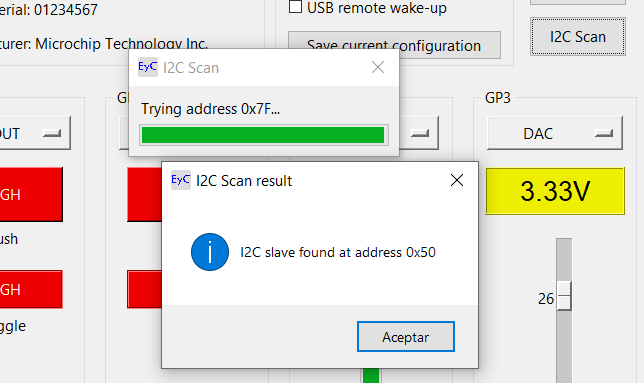 erial: 01234567
USB remote wake-up
turer: Microchip Technology Inc.
Save current configuration
I2C Scan
EyC I2C Scan
Trying address 0x7F...
GP3
OUT
DAC
EyC I2C Scan result
3.33V
GH
I2C slave found at address 0x50
ush
26
GH
ggle
Aceptar